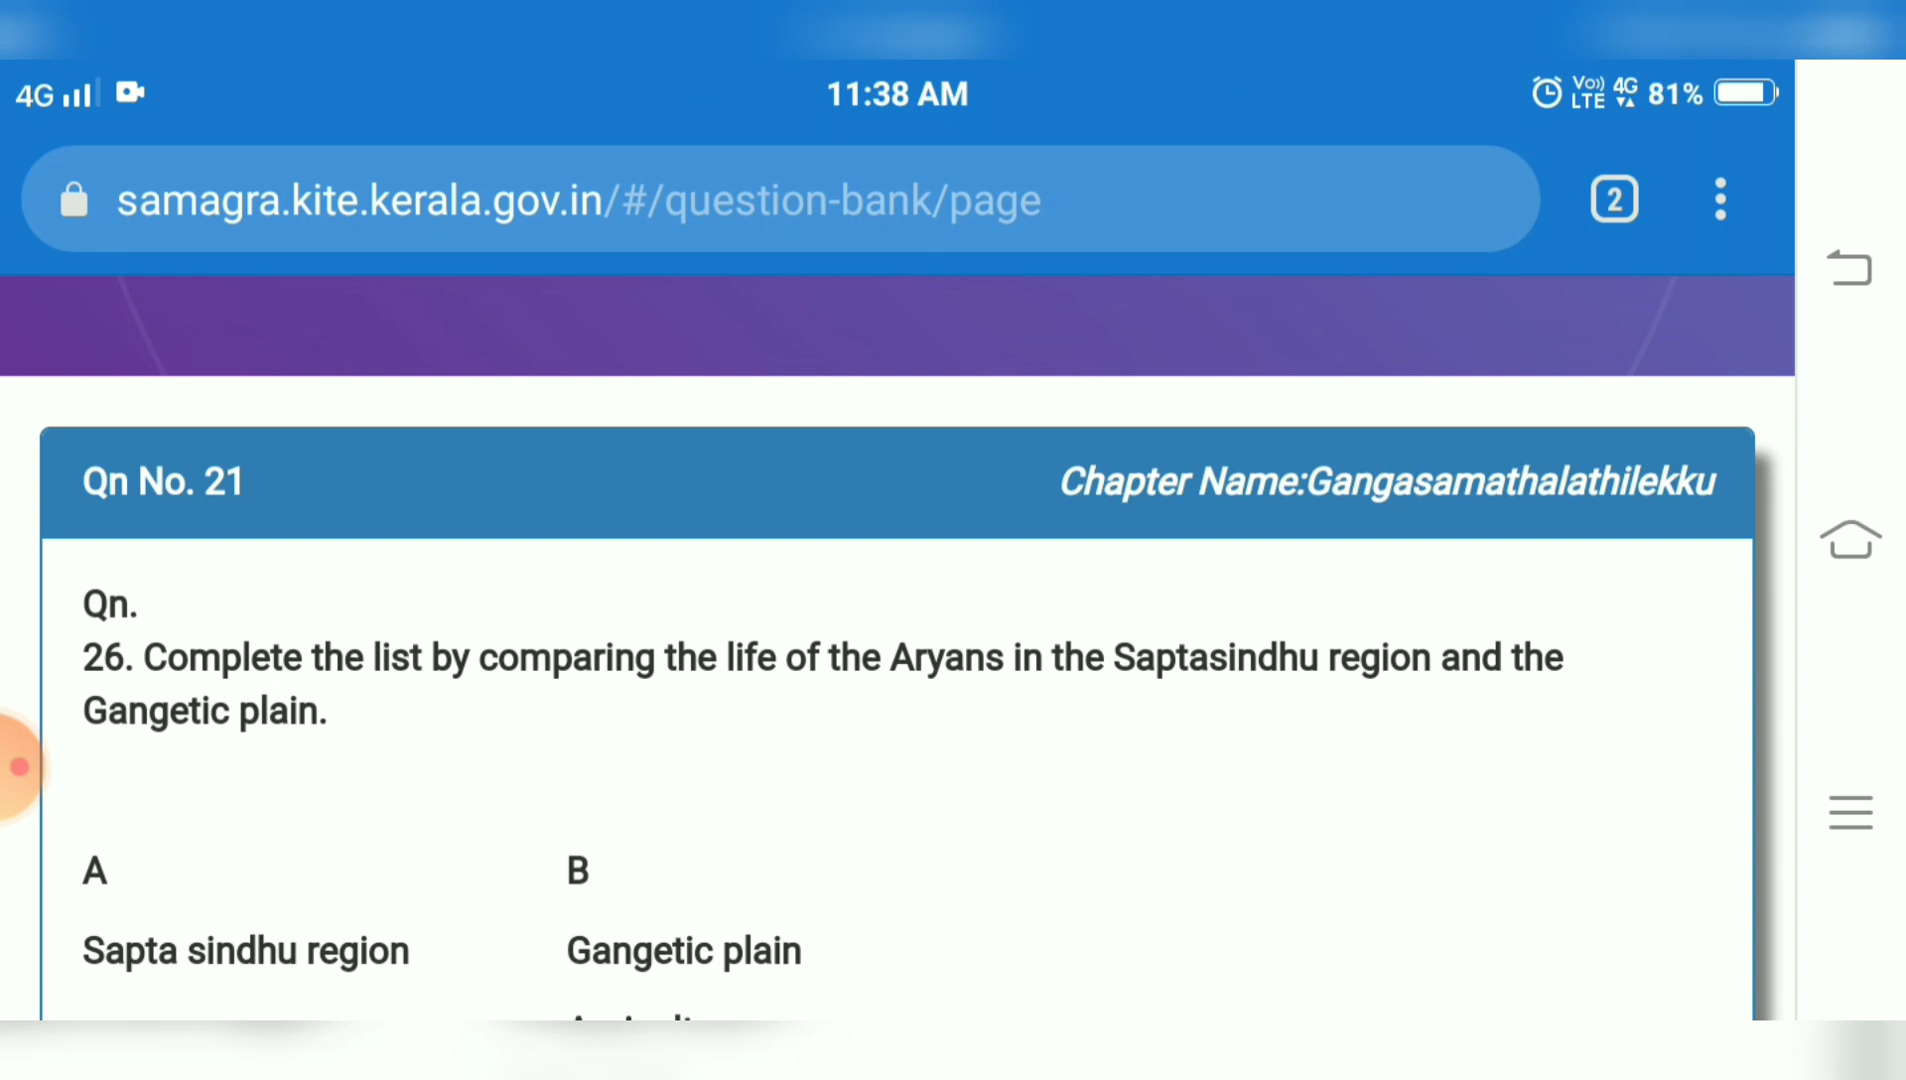 4G 11:38 AM Vo)) LTE 4G 81%
samagra.kite.kerala.gov.in/#/question-bank/page 2
Qn No. 21 Chapter Name:Gangasamathalathilekku
Qn.
26. Complete the list by comparing the life of the Aryans in the Saptasindhu region and the
Gangetic plain.
A B
Sapta sindhu region Gangetic plain